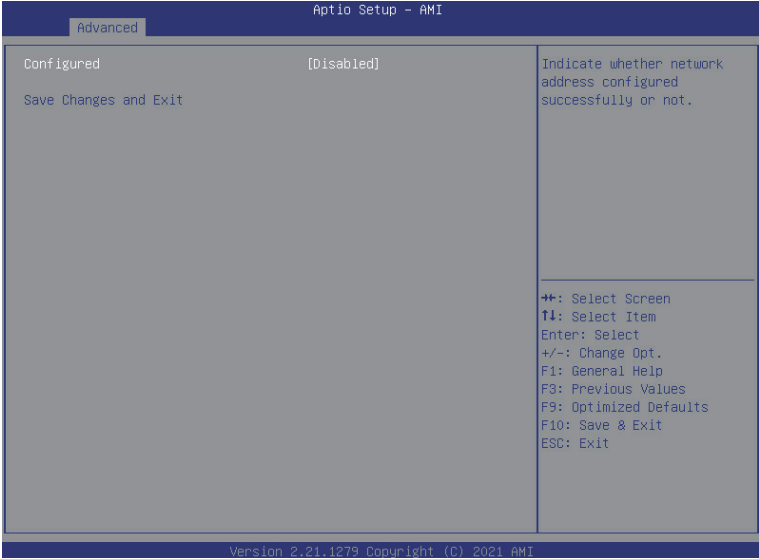 Aptio Setup – AMI
Advanced
Configured [Disabled]
Save Changes and Exit
Indicate whether network
address configured
successfully or not.
→←: Select Screen
↑↓: Select Item
Enter: Select
+/-: Change Opt.
F1: General Help
F3: Previous Values
F9: Optimized Defaults
F10: Save & Exit
ESC: Exit
Version 2.21.1279 Copyright (C) 2021 AMI